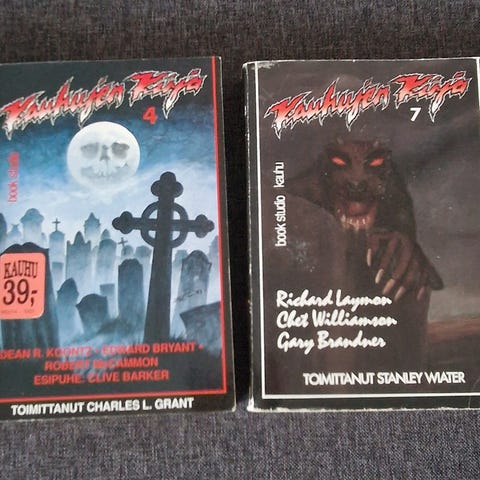 Kauhujen Kirja
4
book studio
KAUHU
39;-
DEAN R. KOONTZ • EDWARD BRYANT •
ROBERT McCAMMON
ESIPUHE: CLIVE BARKER
TOIMITTANUT CHARLES L. GRANT
Kauhujen Kirja
7
book studio kauhu
Richard Laymon
Chet Williamson
Gary Brandner
TOIMITTANUT STANLEY WIATER